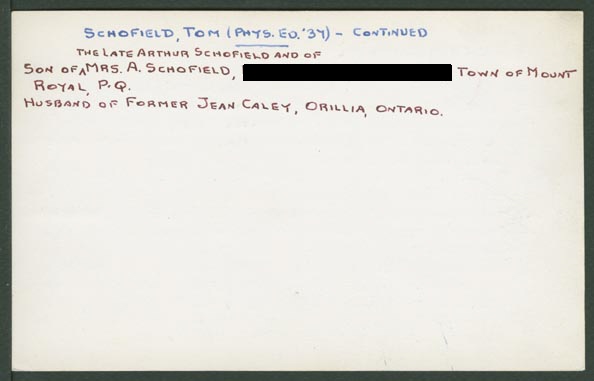 SCHOFIELD, TOM (PHYS. ED. '37) - CONTINUED
THE LATE ARTHUR SCHOFIELD AND OF
SON OF ^ MRS. A. SCHOFIELD, TOWN OF MOUNT
ROYAL, P.Q.
HUSBAND OF FORMER JEAN CALEY, ORILLIA, ONTARIO.